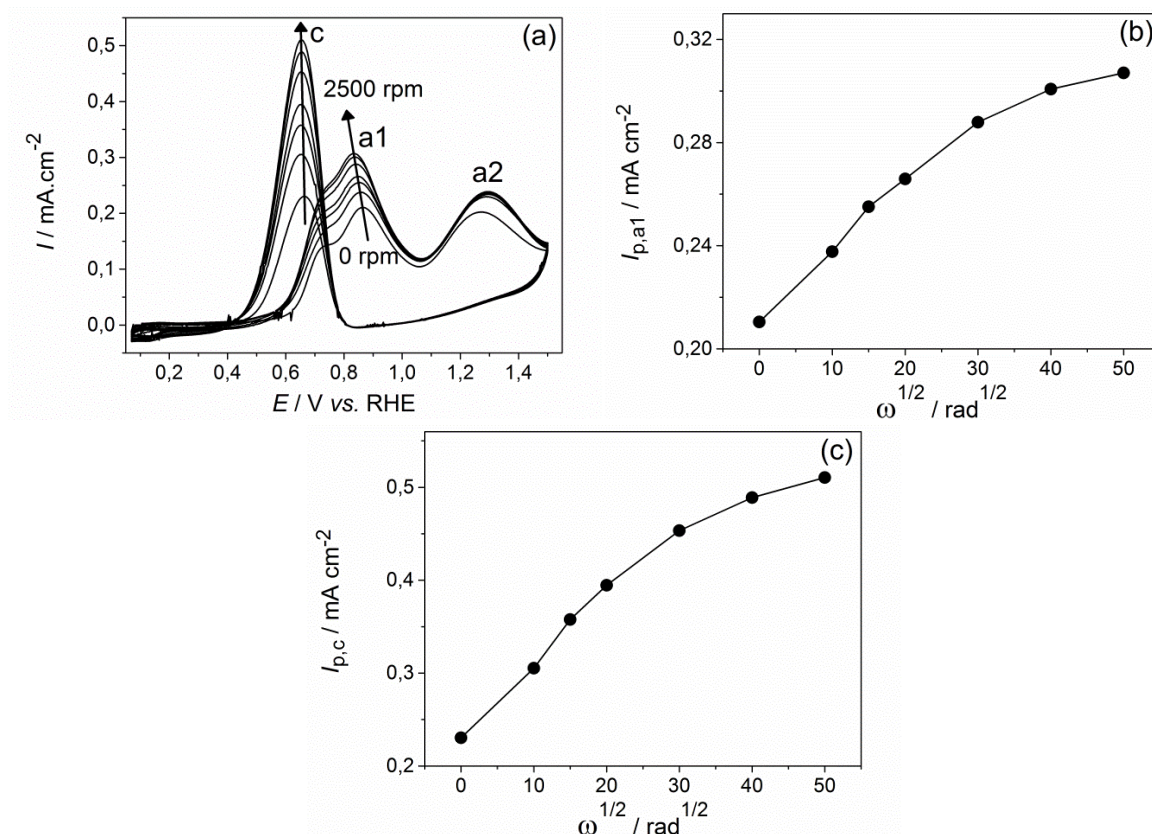 (a)
c
2500 rpm
a1
a2
0 rpm
0,5
0,4
0,3
0,2
0,1
0,0
I / mA.cm-2
0,2 0,4 0,6 0,8 1,0 1,2 1,4
E / V vs. RHE
(b)
0,32
0,28
0,24
0,20
Ip,a1 / mA cm-2
0 10 20 30 40 50
ω1/2 / rad1/2
(c)
0,5
0,4
0,3
0,2
Ip,c / mA cm-2
0 10 20 30 40 50
ω1/2 / rad1/2